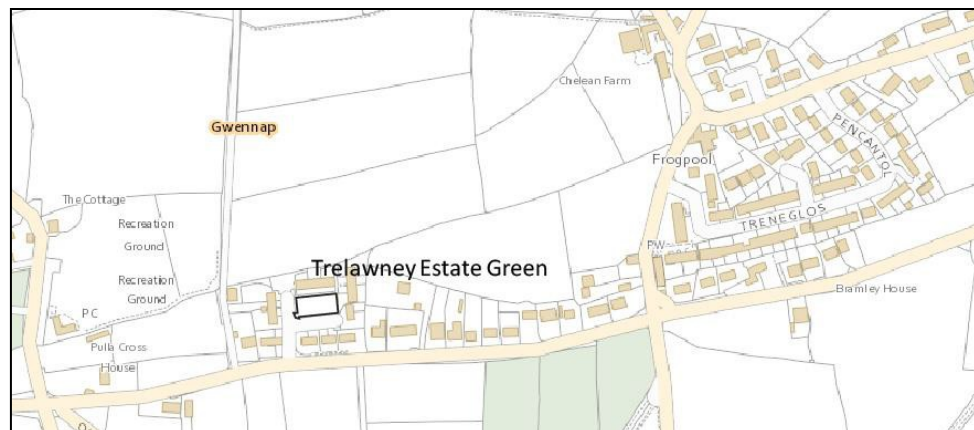 Chelean Farm
Gwennap
PENCANTOL
Frogpool
The Cottage
Recreation
Ground
TRENEGLOS
PW
Trelawney Estate Green
Recreation
Ground
Bramley House
PC
Pulla Cross
House